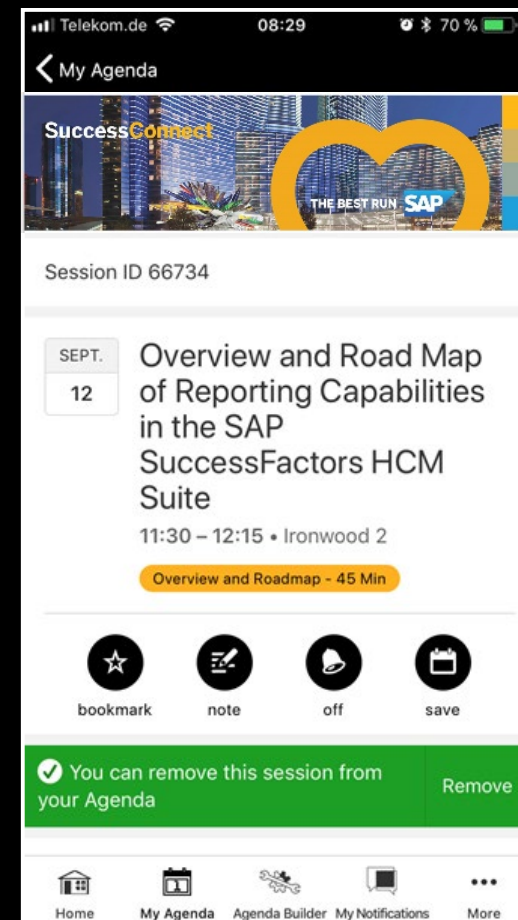 Telekom.de 08:29 70 %
My Agenda
SuccessConnect
THE BEST RUN SAP
Session ID 66734
SEPT.
12
Overview and Road Map
of Reporting Capabilities
in the SAP
SuccessFactors HCM
Suite
11:30 – 12:15 • Ironwood 2
Overview and Roadmap - 45 Min
bookmark note off save
You can remove this session from
your Agenda
Remove
1
Home My Agenda Agenda Builder My Notifications More